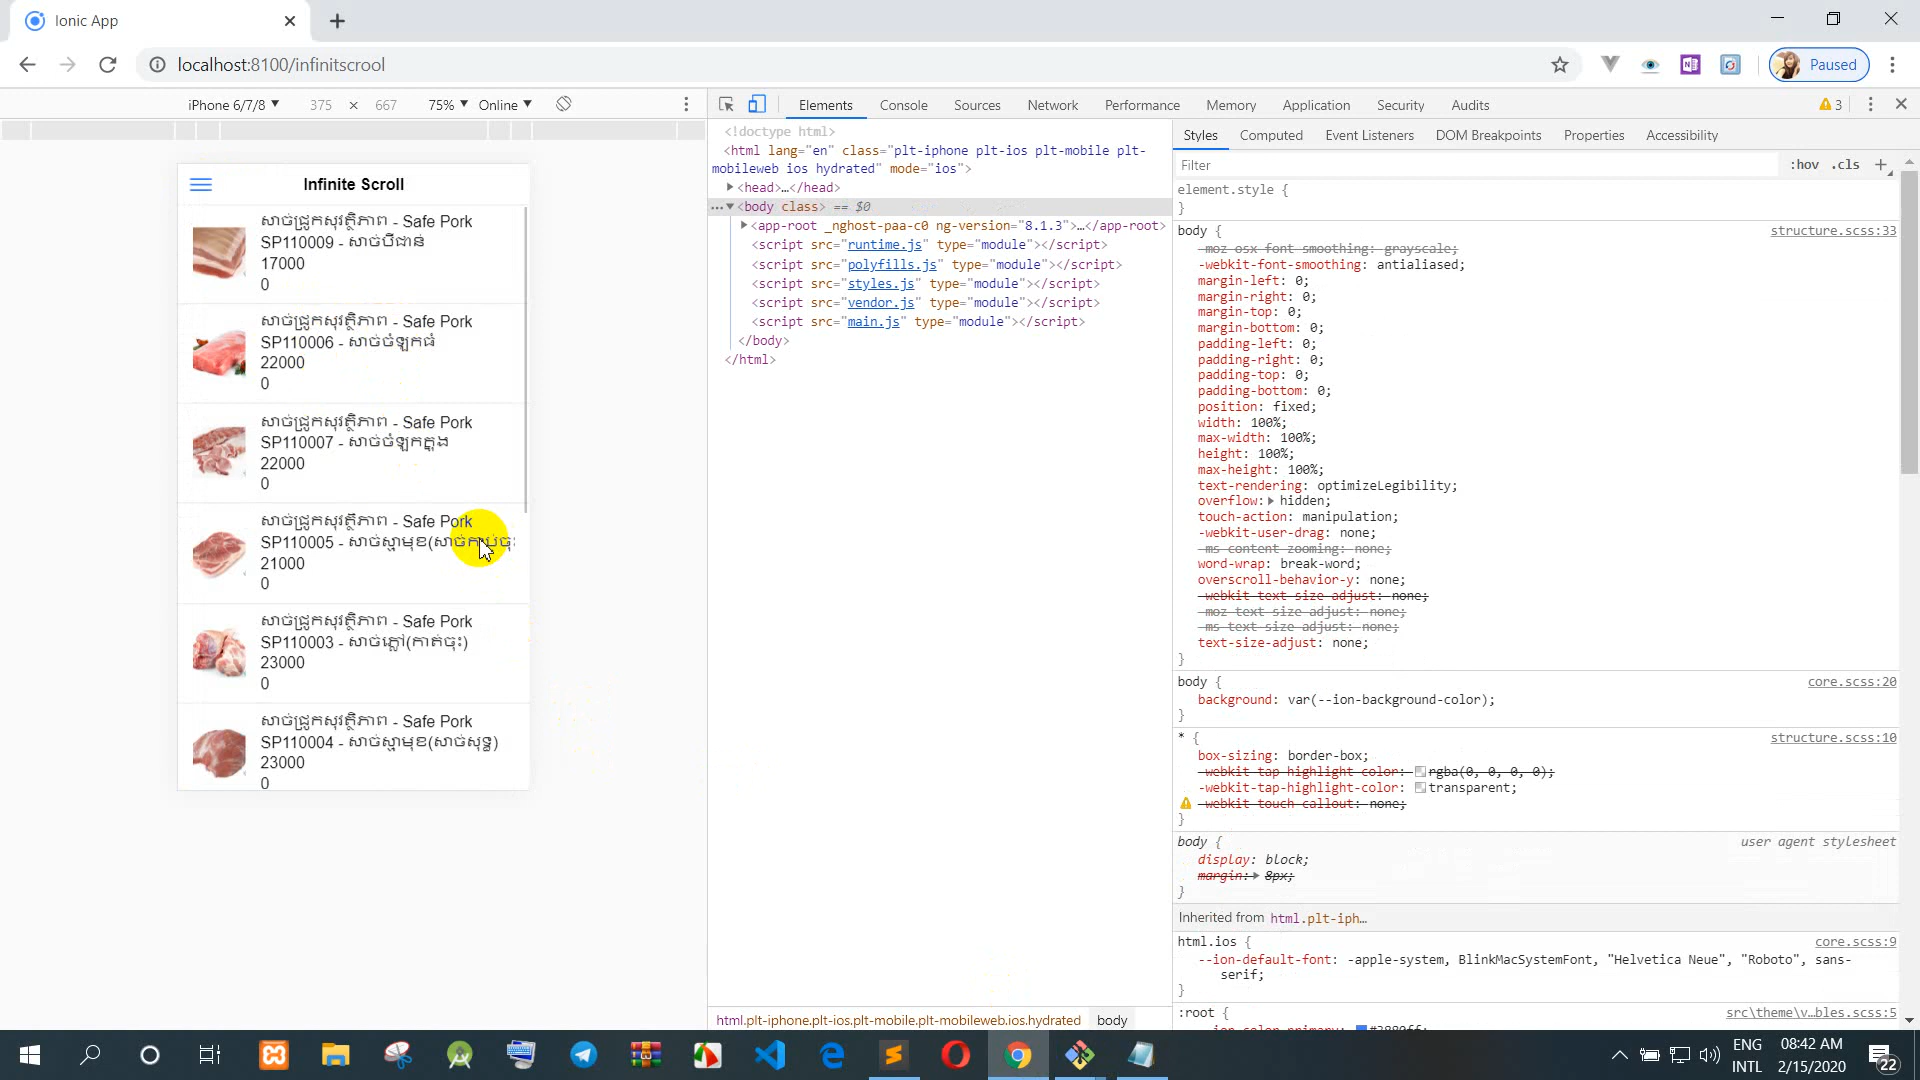 Ionic App
localhost:8100/infinitscrool
Paused
iPhone 6/7/8 375 × 667 75% Online
Elements Console Sources Network Performance Memory Application Security Audits 3
Infinite Scroll
សាច់ជ្រូកសុវត្ថិភាព - Safe Pork
SP110009 - សាច់បីជាន់
17000
0
សាច់ជ្រូកសុវត្ថិភាព - Safe Pork
SP110006 - សាច់ចំឡកធំ
22000
0
សាច់ជ្រូកសុវត្ថិភាព - Safe Pork
SP110007 - សាច់ចំឡកតូង
22000
0
សាច់ជ្រូកសុវត្ថិភាព - Safe Pork
SP110005 - សាច់ស្មាមុខ(សាច់កាប់ចុះ
21000
0
សាច់ជ្រូកសុវត្ថិភាព - Safe Pork
SP110003 - សាច់ភ្លៅ(កាត់ចុះ)
23000
0
សាច់ជ្រូកសុវត្ថិភាព - Safe Pork
SP110004 - សាច់ស្មាមុខ(សាច់សុទ្ធ)
23000
0
<!doctype html>
<html lang="en" class="plt-iphone plt-ios plt-mobile plt-
mobileweb ios hydrated" mode="ios">
<head>…</head>
<body class> == $0
<app-root _nghost-paa-c0 ng-version="8.1.3">…</app-root>
<script src="runtime.js" type="module"></script>
<script src="polyfills.js" type="module"></script>
<script src="styles.js" type="module"></script>
<script src="vendor.js" type="module"></script>
<script src="main.js" type="module"></script>
</body>
</html>
html.plt-iphone.plt-ios.plt-mobile.plt-mobileweb.ios.hydrated body
Styles Computed Event Listeners DOM Breakpoints Properties Accessibility
Filter :hov .cls +
element.style {
}
body { structure.scss:33
-moz-osx-font-smoothing: grayscale;
-webkit-font-smoothing: antialiased;
margin-left: 0;
margin-right: 0;
margin-top: 0;
margin-bottom: 0;
padding-left: 0;
padding-right: 0;
padding-top: 0;
padding-bottom: 0;
position: fixed;
width: 100%;
max-width: 100%;
height: 100%;
max-height: 100%;
text-rendering: optimizeLegibility;
overflow: hidden;
touch-action: manipulation;
-webkit-user-drag: none;
-ms-content-zooming: none;
word-wrap: break-word;
overscroll-behavior-y: none;
-webkit-text-size-adjust: none;
-moz-text-size-adjust: none;
-ms-text-size-adjust: none;
text-size-adjust: none;
}
body { core.scss:20
background: var(--ion-background-color);
}
* { structure.scss:10
box-sizing: border-box;
-webkit-tap-highlight-color: rgba(0, 0, 0, 0);
-webkit-tap-highlight-color: transparent;
-webkit-touch-callout: none;
}
body { user agent stylesheet
display: block;
margin: 8px;
}
Inherited from html.plt-iph…
html.ios { core.scss:9
--ion-default-font: -apple-system, BlinkMacSystemFont, "Helvetica Neue", "Roboto", sans-
serif;
}
:root { src\theme\v…bles.scss:5
--ion-color-primary: #3880ff;
ENG 08:42 AM
INTL 2/15/2020 22